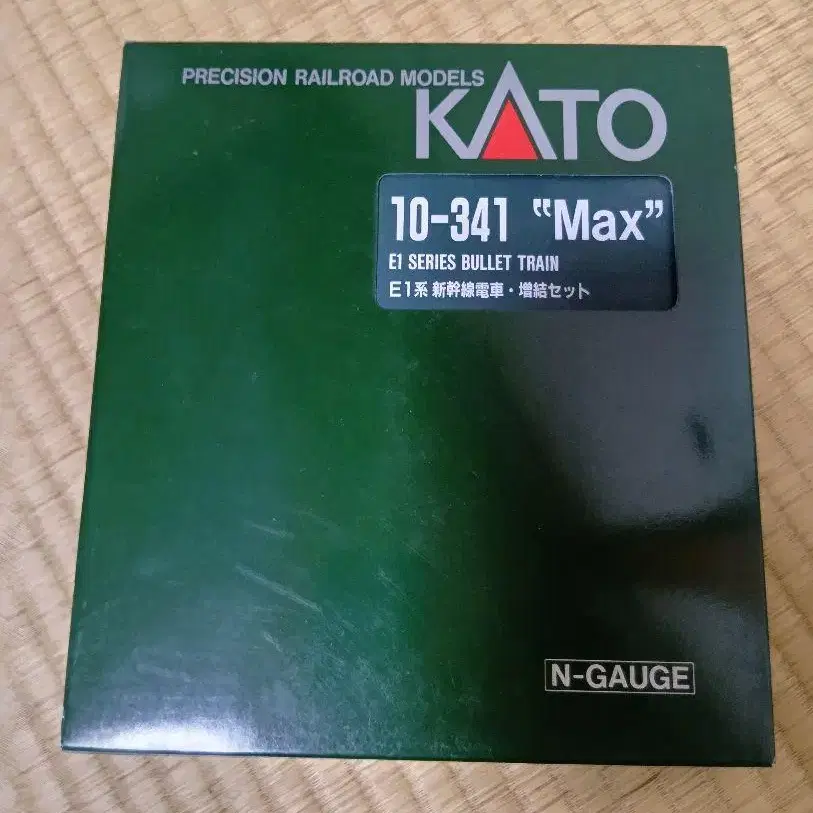 PRECISION RAILROAD MODELS
KATO
10-341 “Max”
E1 SERIES BULLET TRAIN
E1系 新幹線電車・増結セット
N-GAUGE